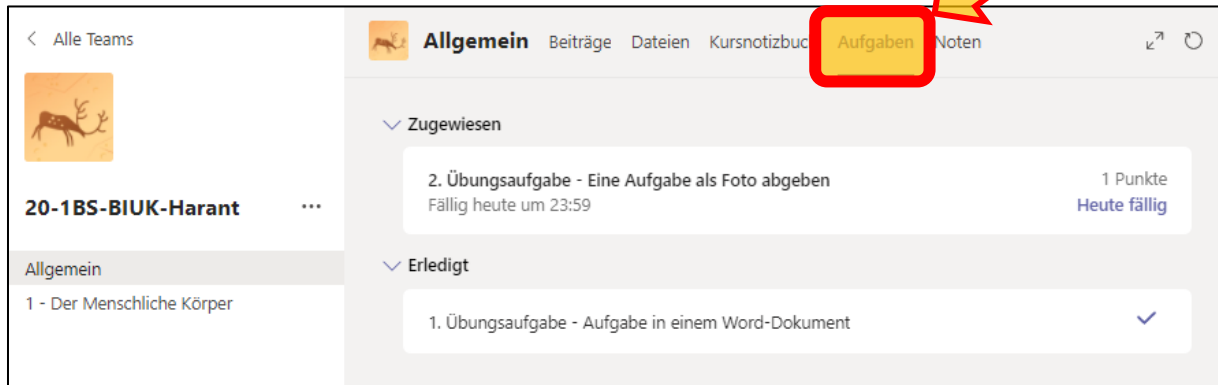 Alle Teams
20-1BS-BIUK-Harant
Allgemein
1 - Der Menschliche Körper
Allgemein Beiträge Dateien Kursnotizbuc Aufgaben Noten
Zugewiesen
2. Übungsaufgabe - Eine Aufgabe als Foto abgeben 1 Punkte
Fällig heute um 23:59 Heute fällig
Erledigt
1. Übungsaufgabe - Aufgabe in einem Word-Dokument